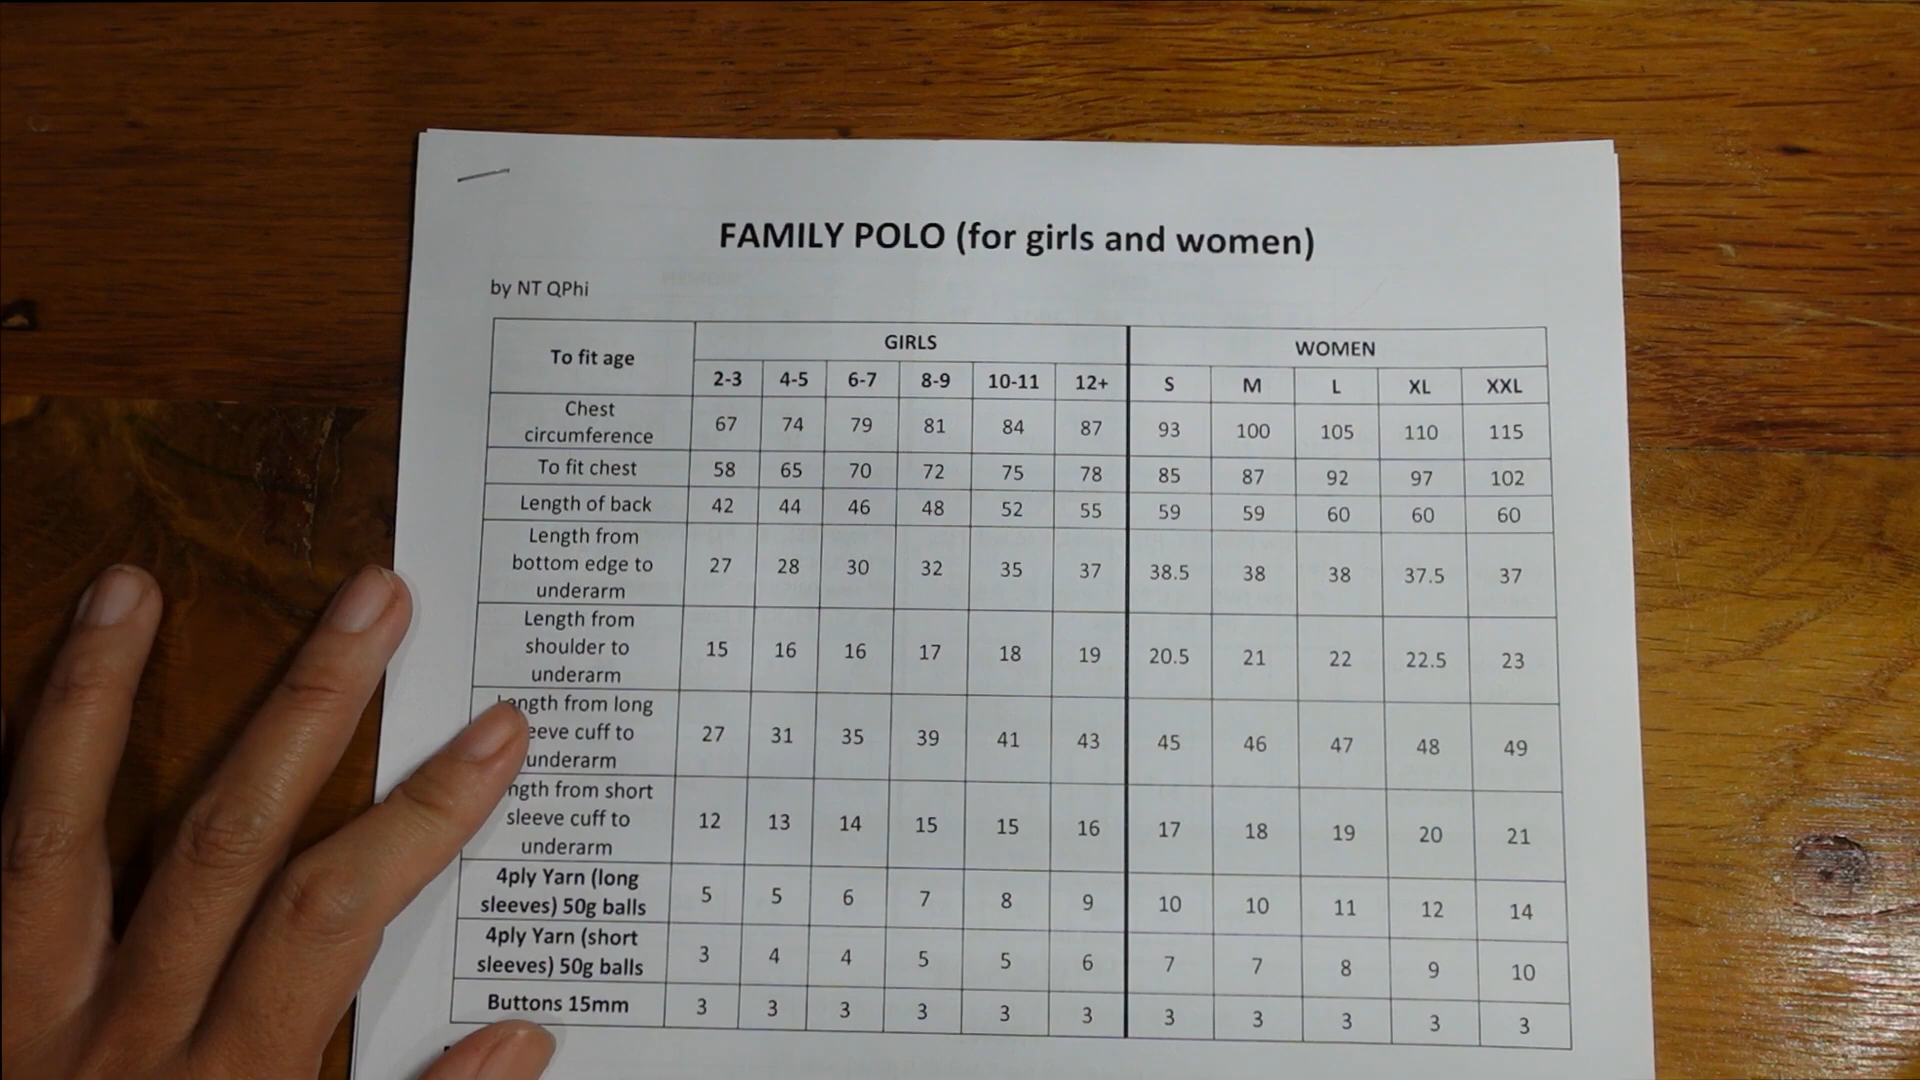 FAMILY POLO (for girls and women)
by NT QPhi
To fit age GIRLS WOMEN
2-3 4-5 6-7 8-9 10-11 12+ S M L XL XXL
Chest
circumference 67 74 79 81 84 87 93 100 105 110 115
To fit chest 58 65 70 72 75 78 85 87 92 97 102
Length of back 42 44 46 48 52 55 59 59 60 60 60
Length from
bottom edge to 27 28 30 32 35 37 38.5 38 38 37.5 37
underarm
Length from
shoulder to 15 16 16 17 18 19 20.5 21 22 22.5 23
underarm
Length from long
eeve cuff to 27 31 35 39 41 43 45 46 47 48 49
underarm
ngth from short
sleeve cuff to 12 13 14 15 15 16 17 18 19 20 21
underarm
4ply Yarn (long
sleeves) 50g balls 5 5 6 7 8 9 10 10 11 12 14
4ply Yarn (short
sleeves) 50g balls 3 4 4 5 5 6 7 7 8 9 10
Buttons 15mm 3 3 3 3 3 3 3 3 3 3 3